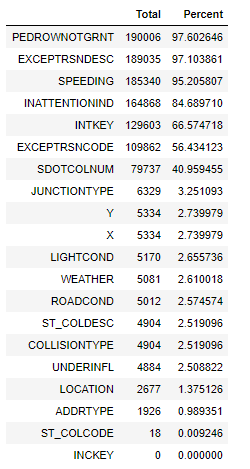 Total Percent
PEDROWNOTGRNT 190006 97.602646
EXCEPTRSNDESC 189035 97.103861
SPEEDING 185340 95.205807
INATTENTIONIND 164868 84.689710
INTKEY 129603 66.574718
EXCEPTRSNCODE 109862 56.434123
SDOTCOLNUM 79737 40.959455
JUNCTIONTYPE 6329 3.251093
Y 5334 2.739979
X 5334 2.739979
LIGHTCOND 5170 2.655736
WEATHER 5081 2.610018
ROADCOND 5012 2.574574
ST_COLDESC 4904 2.519096
COLLISIONTYPE 4904 2.519096
UNDERINFL 4884 2.508822
LOCATION 2677 1.375126
ADDRTYPE 1926 0.989351
ST_COLCODE 18 0.009246
INCKEY 0 0.000000